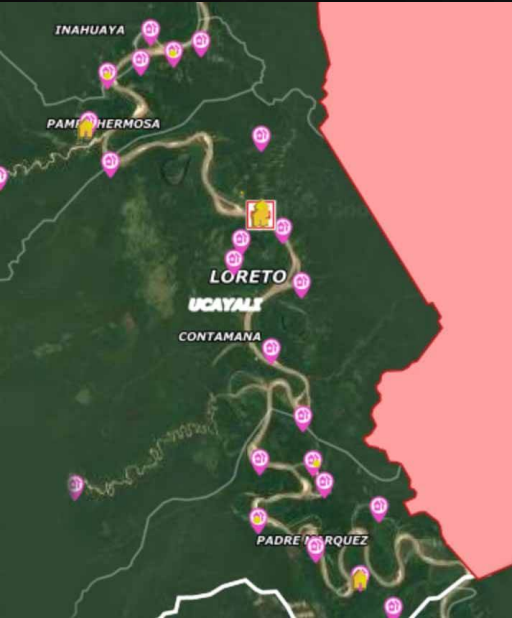 INAHUAYA
PAMPA HERMOSA
LORETO
UCAYALI
CONTAMANA
PADRE MARQUEZ